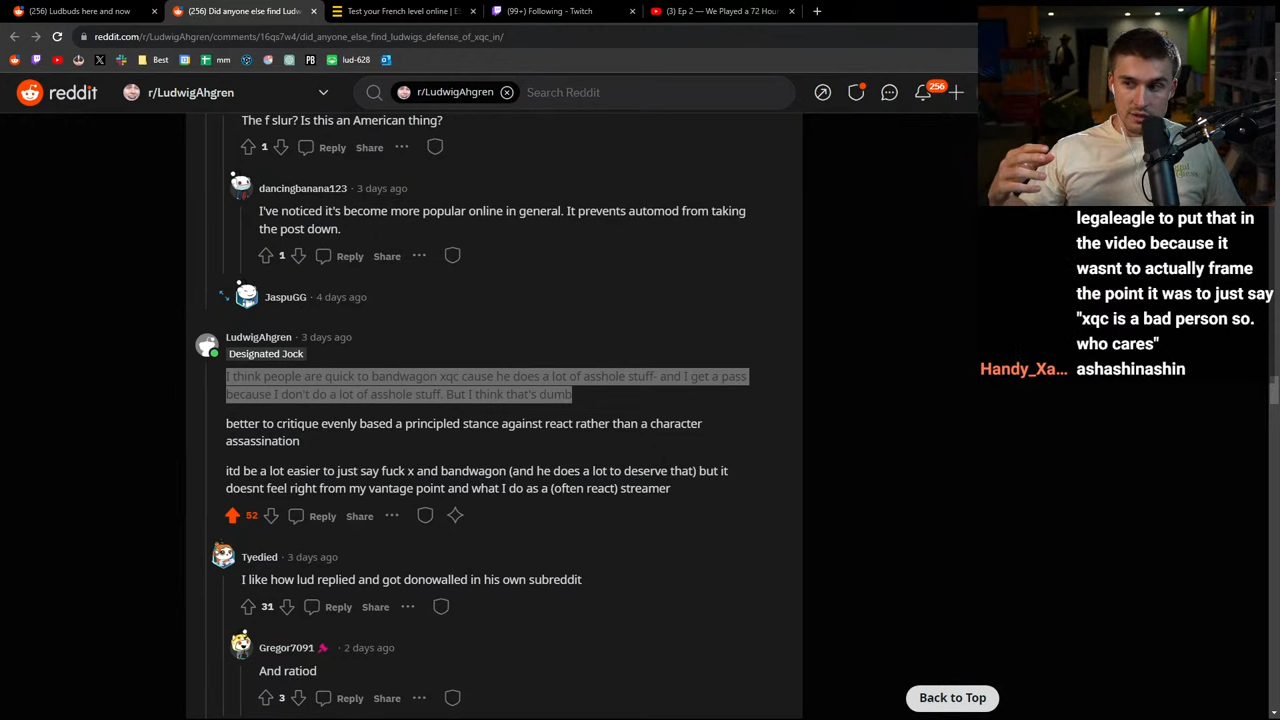 (256) Ludbuds here and now
(256) Did anyone else find Ludw
Test your French level online | E
(99+) Following - Twitch
(3) Ep 2 — We Played a 72 Hou
reddit.com/r/LudwigAhgren/comments/16qs7w4/did_anyone_else_find_ludwigs_defense_of_xqc_in/
Best
mm
PB
lud-628
reddit
r/LudwigAhgren
r/LudwigAhgren
Search Reddit
256
The f slur? Is this an American thing?
1 Reply Share
dancingbanana123 · 3 days ago
I've noticed it's become more popular online in general. It prevents automod from taking
the post down.
1 Reply Share
JaspuGG · 4 days ago
LudwigAhgren · 3 days ago
Designated Jock
I think people are quick to bandwagon xqc cause he does a lot of asshole stuff- and I get a pass
because I don't do a lot of asshole stuff. But I think that's dumb
better to critique evenly based a principled stance against react rather than a character
assassination
itd be a lot easier to just say fuck x and bandwagon (and he does a lot to deserve that) but it
doesnt feel right from my vantage point and what I do as a (often react) streamer
52 Reply Share
Tyedied · 3 days ago
I like how lud replied and got donowalled in his own subreddit
31 Reply Share
Gregor7091 · 2 days ago
And ratiod
3 Reply Share
Back to Top
legaleagle to put that in
the video because it
wasnt to actually frame
the point it was to just say
"xqc is a bad person so.
who cares"
Handy_Xa... ashashinashin